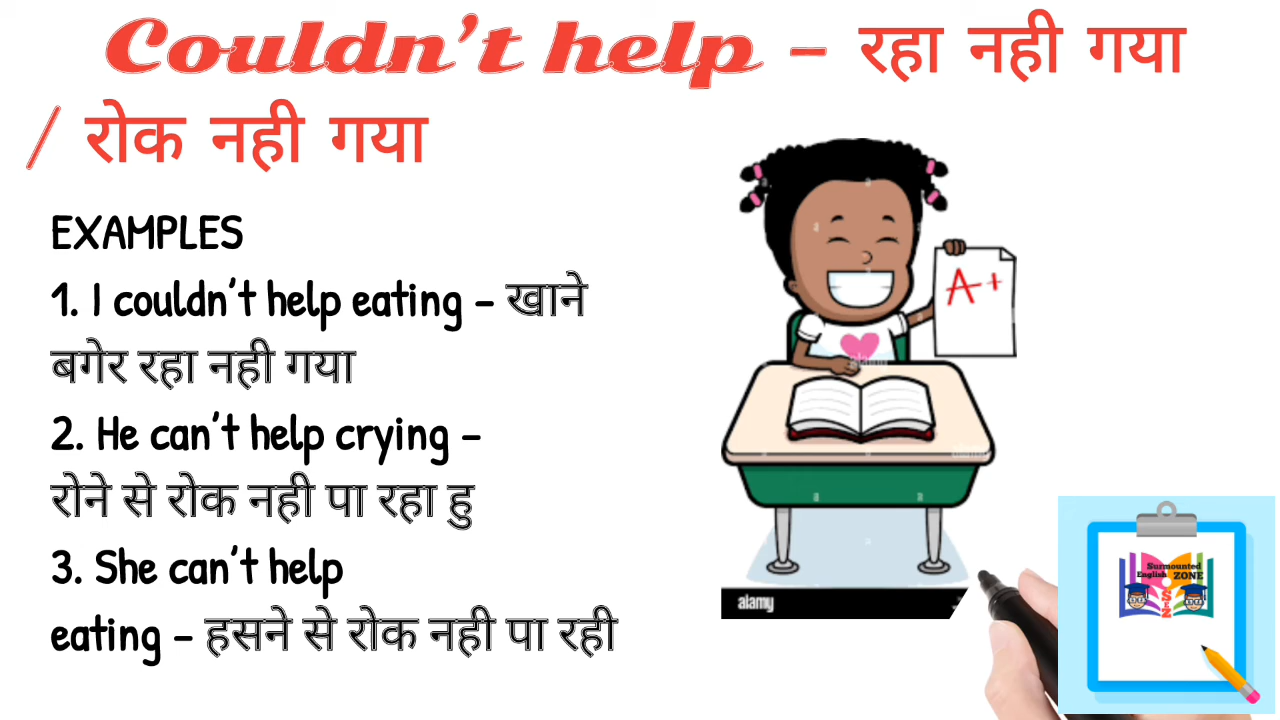 Couldn't help - रहा नही गया
/ रोक नही गया
EXAMPLES
1. I couldn't help eating - खाने
बगेर रहा नही गया
2. He can't help crying -
रोने से रोक नही पा रहा हु
3. She can't help
eating - हसने से रोक नही पा रही
A+
alamy
Surmounted
English ZONE
SEZ